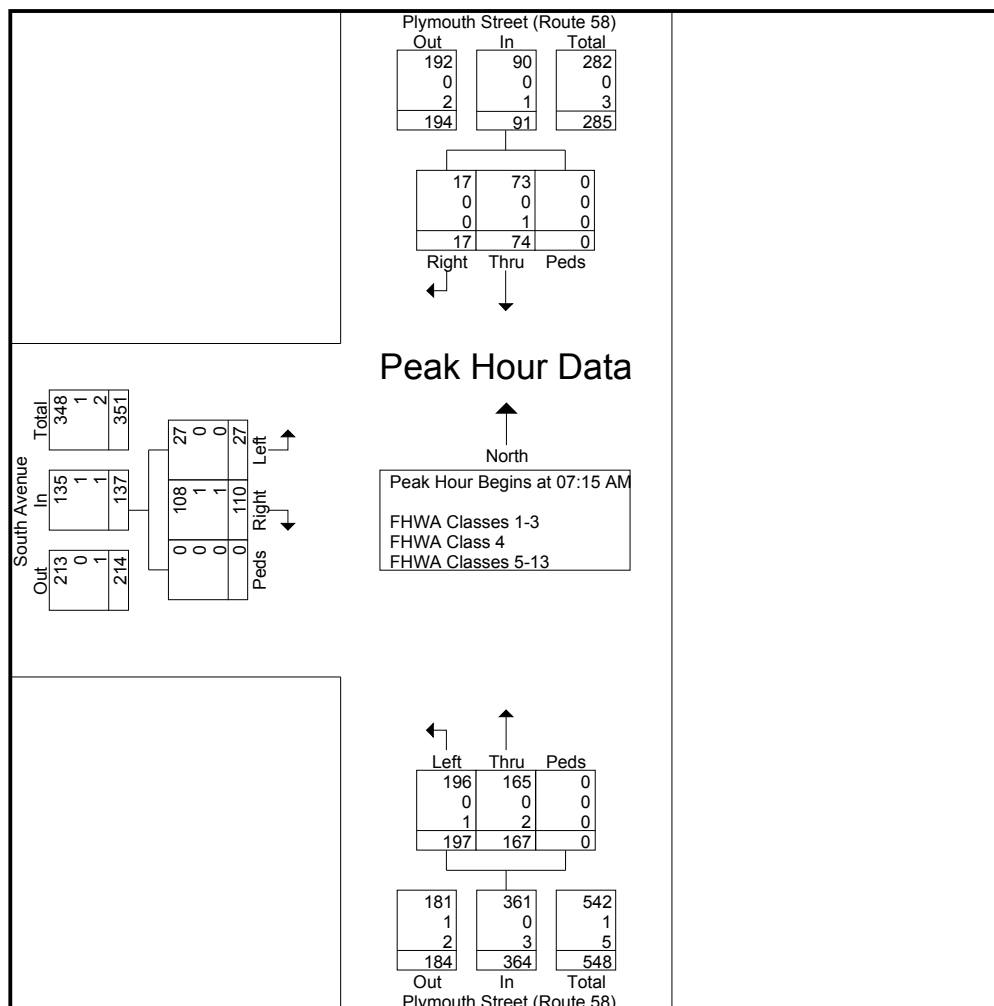 Plymouth Street (Route 58)
Out In Total
192 90 282
0 0 0
2 1 3
194 91 285
17 73 0
0 0 0
0 1 0
17 74 0
Right Thru Peds
Peak Hour Data
North
Peak Hour Begins at 07:15 AM
FHWA Classes 1-3
FHWA Class 4
FHWA Classes 5-13
South Avenue
Out In Total
213 135 348
0 1 1
1 1 2
214 137 351
0 108 27
0 1 0
0 1 0
0 110 27
Peds Right Left
Left Thru Peds
196 165 0
0 0 0
1 2 0
197 167 0
181 361 542
1 0 1
2 3 5
184 364 548
Out In Total
Plymouth Street (Route 58)